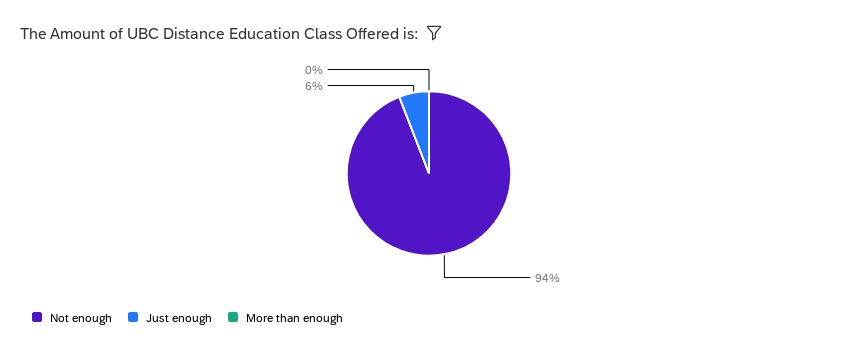 The Amount of UBC Distance Education Class Offered is:
0%
6%
94%
Not enough Just enough More than enough